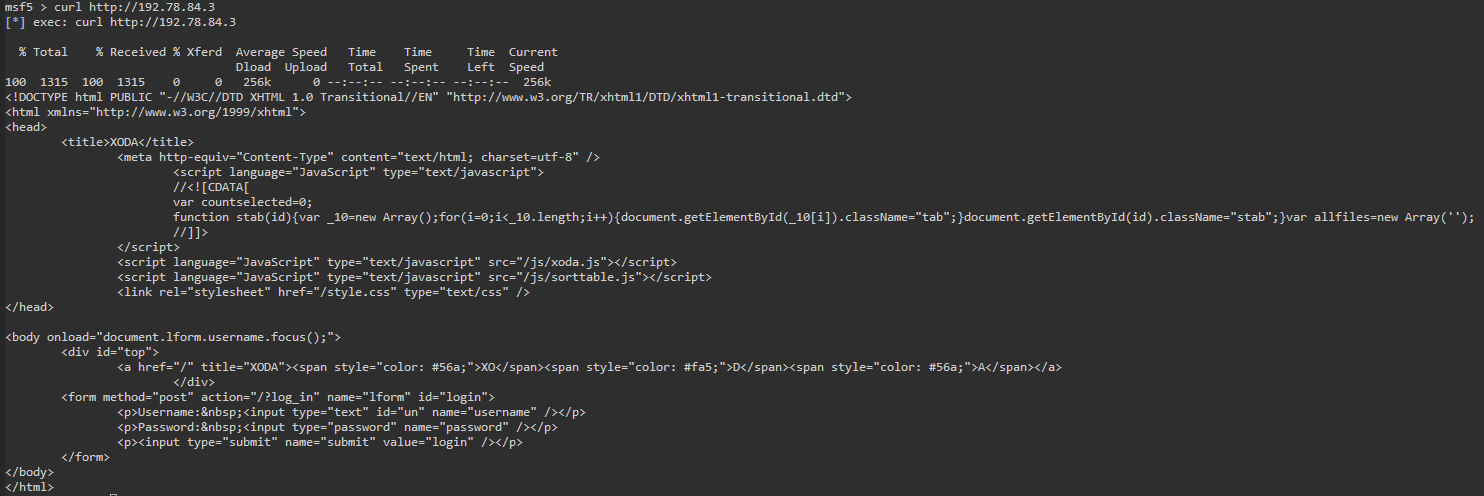 msf5 > curl http://192.78.84.3
[*] exec: curl http://192.78.84.3

  % Total    % Received % Xferd  Average Speed   Time    Time     Time  Current
                                 Dload  Upload   Total   Spent    Left  Speed
100  1315  100  1315    0     0   256k      0 --:--:-- --:--:-- --:--:--  256k
<!DOCTYPE html PUBLIC "-//W3C//DTD XHTML 1.0 Transitional//EN" "http://www.w3.org/TR/xhtml1/DTD/xhtml1-transitional.dtd">
<html xmlns="http://www.w3.org/1999/xhtml">
<head>
        <title>XODA</title>
                <meta http-equiv="Content-Type" content="text/html; charset=utf-8" />
                        <script language="JavaScript" type="text/javascript">
                        //<![CDATA[
                        var countselected=0;
                        function stab(id){var _10=new Array();for(i=0;i<_10.length;i++){document.getElementById(_10[i]).className="tab";}document.getElementById(id).className="stab";}var allfiles=new Array('');
                        //]]>
                </script>
                <script language="JavaScript" type="text/javascript" src="/js/xoda.js"></script>
                <script language="JavaScript" type="text/javascript" src="/js/sorttable.js"></script>
                <link rel="stylesheet" href="/style.css" type="text/css" />
</head>

<body onload="document.lform.username.focus();">
        <div id="top">
                <a href="/" title="XODA"><span style="color: #56a;">XO</span><span style="color: #fa5;">D</span><span style="color: #56a;">A</span></a>
                        </div>
        <form method="post" action="/?log_in" name="lform" id="login">
                <p>Username:&nbsp;<input type="text" id="un" name="username" /></p>
                <p>Password:&nbsp;<input type="password" name="password" /></p>
                <p><input type="submit" name="submit" value="login" /></p>
        </form>
</body>
</html>